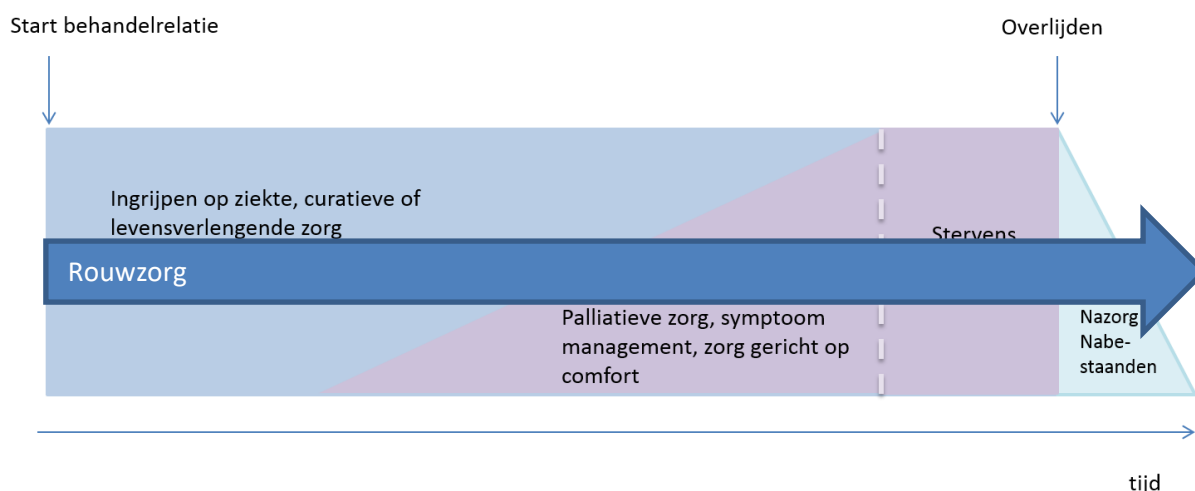 Start behandelrelatie
Overlijden
Ingrijpen op ziekte, curatieve of
levensverlengende zorg
Stervens
Rouwzorg
Palliatieve zorg, symptoom
management, zorg gericht op
comfort
Nazorg
Nabe-
staanden
tijd